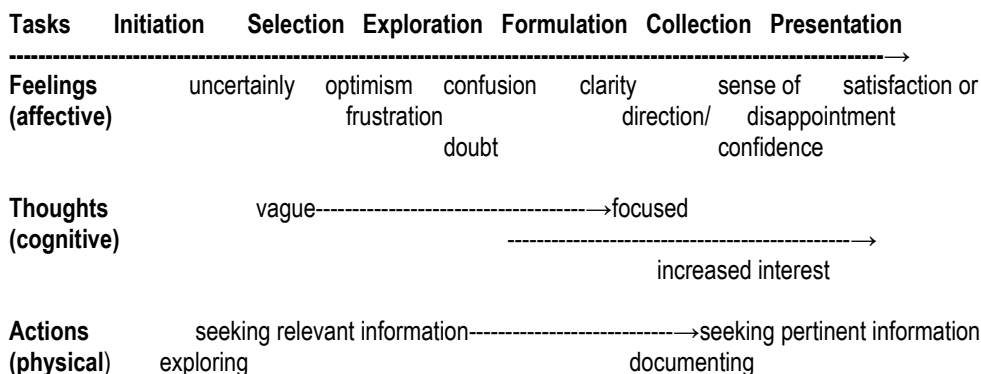 Tasks Initiation Selection Exploration Formulation Collection Presentation
--------------------------------------------------------------------------------------------------------------------------→
Feelings uncertainly optimism confusion clarity sense of satisfaction or
(affective) frustration direction/ disappointment
doubt confidence
Thoughts vague-------------------------------------→focused
(cognitive) -----------------------------------------------→
increased interest
Actions seeking relevant information----------------------------→seeking pertinent information
(physical) exploring documenting